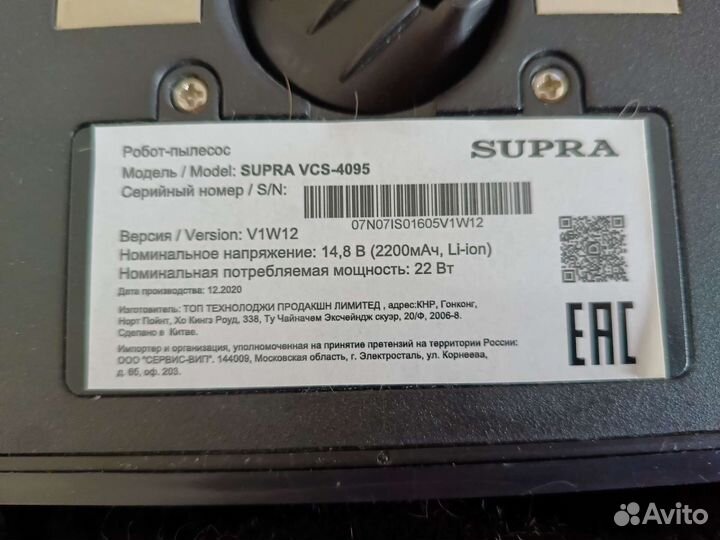 Робот-пылесос
SUPRA
Модель / Model: SUPRA VCS-4095
Серийный номер / S/N:
07N07IS01605V1W12
Версия / Version: V1W12
Номинальное напряжение: 14,8 В (2200мАч, Li-ion)
Номинальная потребляемая мощность: 22 Вт
Дата производства: 12.2020
Изготовитель: ТОП ТЕХНОЛОДЖИ ПРОДАКШН ЛИМИТЕД , адрес:КНР, Гонконг,
Норт Пойнт, Хо Кингз Роуд, 338, Ту Чайначем Эксчейндж скуэр, 20/Ф, 2006-8.
Сделано в Китае.
EAC
Импортер и организация, уполномоченная на принятие претензий на территории России:
ООО "СЕРВИС-ВИП". 144009, Московская область, г. Электросталь, ул. Корнеева,
д. 6б, оф. 203.
Avito